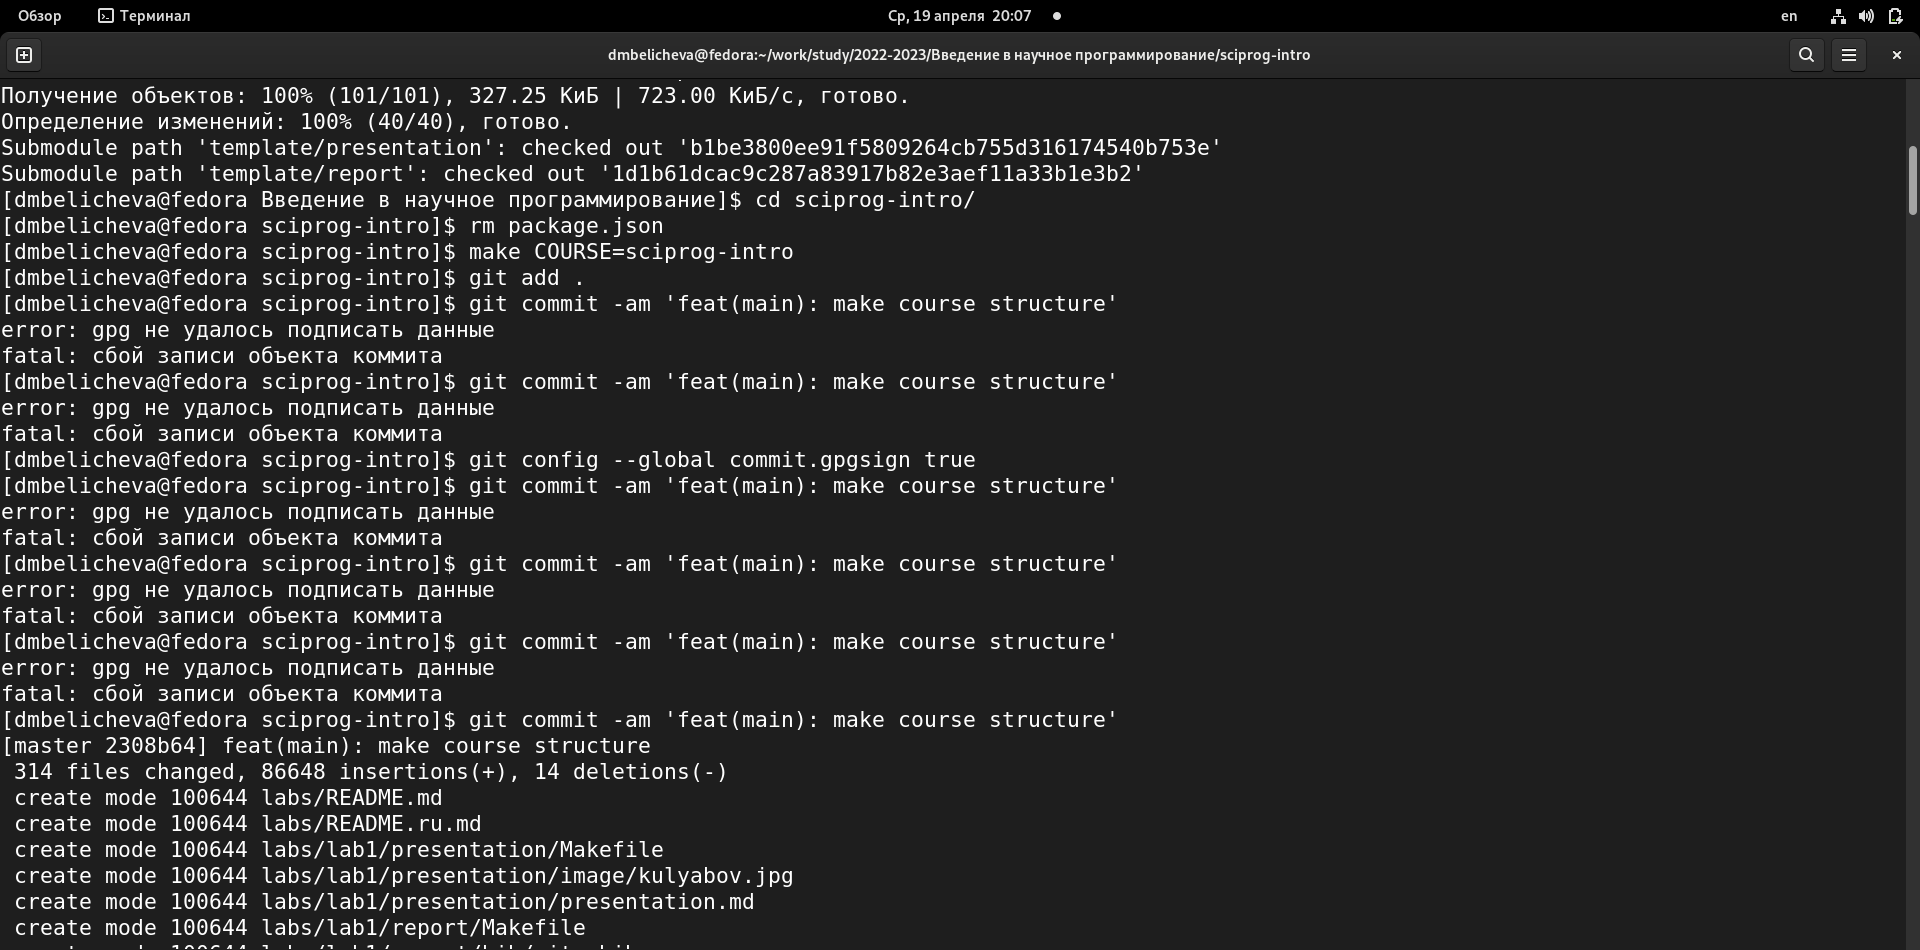 Обзор Терминал Ср, 19 апреля 20:07 en
dmbelicheva@fedora:~/work/study/2022-2023/Введение в научное программирование/sciprog-intro
Получение объектов: 100% (101/101), 327.25 КиБ | 723.00 КиБ/с, готово.
Определение изменений: 100% (40/40), готово.
Submodule path 'template/presentation': checked out 'b1be3800ee91f5809264cb755d316174540b753e'
Submodule path 'template/report': checked out '1d1b61dcac9c287a83917b82e3aef11a33b1e3b2'
[dmbelicheva@fedora Введение в научное программирование]$ cd sciprog-intro/
[dmbelicheva@fedora sciprog-intro]$ rm package.json
[dmbelicheva@fedora sciprog-intro]$ make COURSE=sciprog-intro
[dmbelicheva@fedora sciprog-intro]$ git add .
[dmbelicheva@fedora sciprog-intro]$ git commit -am 'feat(main): make course structure'
error: gpg не удалось подписать данные
fatal: сбой записи объекта коммита
[dmbelicheva@fedora sciprog-intro]$ git commit -am 'feat(main): make course structure'
error: gpg не удалось подписать данные
fatal: сбой записи объекта коммита
[dmbelicheva@fedora sciprog-intro]$ git config --global commit.gpgsign true
[dmbelicheva@fedora sciprog-intro]$ git commit -am 'feat(main): make course structure'
error: gpg не удалось подписать данные
fatal: сбой записи объекта коммита
[dmbelicheva@fedora sciprog-intro]$ git commit -am 'feat(main): make course structure'
error: gpg не удалось подписать данные
fatal: сбой записи объекта коммита
[dmbelicheva@fedora sciprog-intro]$ git commit -am 'feat(main): make course structure'
error: gpg не удалось подписать данные
fatal: сбой записи объекта коммита
[dmbelicheva@fedora sciprog-intro]$ git commit -am 'feat(main): make course structure'
[master 2308b64] feat(main): make course structure
 314 files changed, 86648 insertions(+), 14 deletions(-)
 create mode 100644 labs/README.md
 create mode 100644 labs/README.ru.md
 create mode 100644 labs/lab1/presentation/Makefile
 create mode 100644 labs/lab1/presentation/image/kulyabov.jpg
 create mode 100644 labs/lab1/presentation/presentation.md
 create mode 100644 labs/lab1/report/Makefile